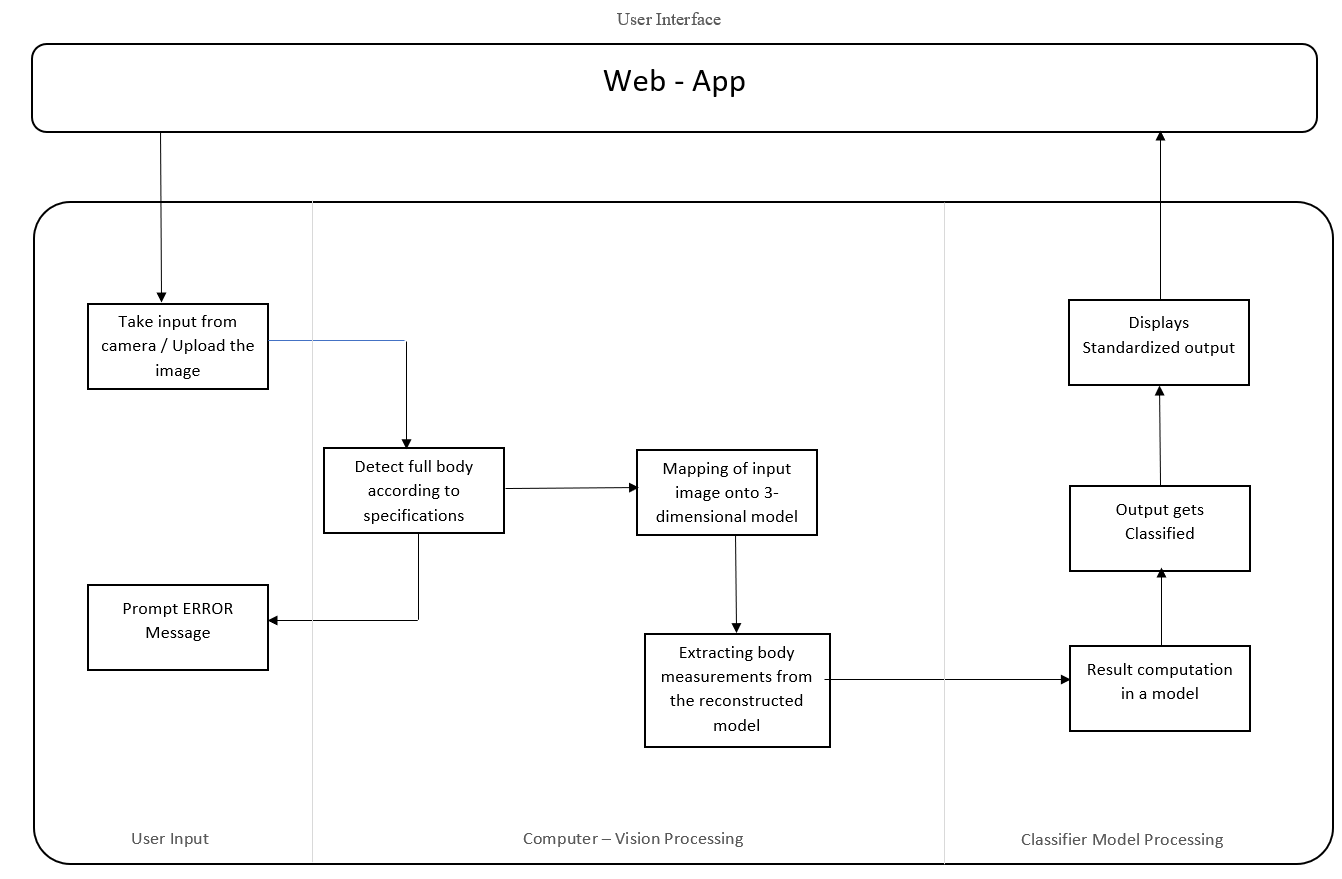 User Interface
Web - App
Take input from
camera / Upload the
image
Detect full body
according to
specifications
Prompt ERROR
Message
Mapping of input
image onto 3-
dimensional model
Extracting body
measurements from
the reconstructed
model
Displays
Standardized output
Output gets
Classified
Result computation
in a model
User Input
Computer – Vision Processing
Classifier Model Processing